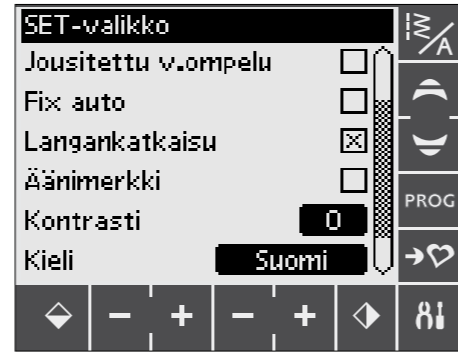 SET-valikko
Jousitettu v.ompelu
Fix auto
Langankatkaisu
Äänimerkki
Kontrasti 0
Kieli Suomi
A
PROG
- + - +